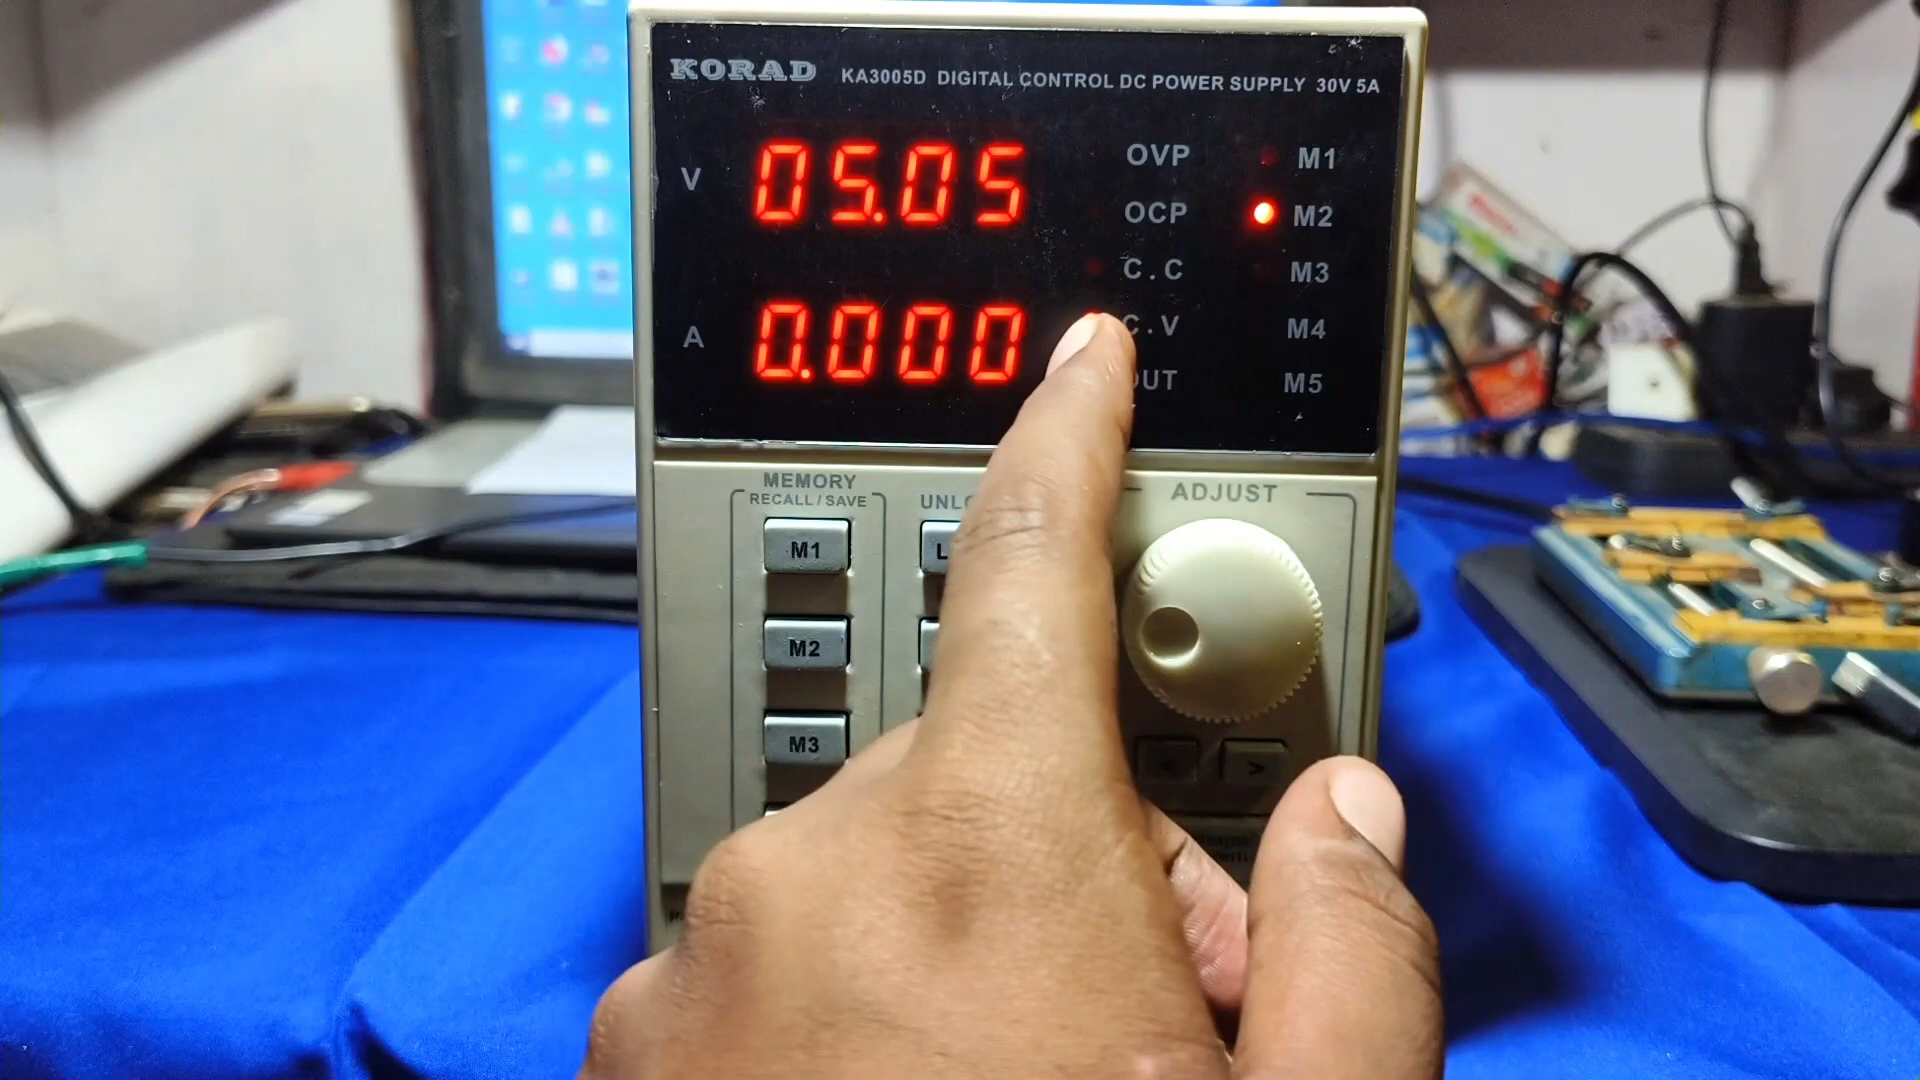 KORAD KA3005D DIGITAL CONTROL DC POWER SUPPLY 30V 5A
V 05.05
A 0.000
OVP
OCP
C.C
C.V
M1
M2
M3
M4
M5
MEMORY
RECALL / SAVE
M1
M2
M3
ADJUST
<
>